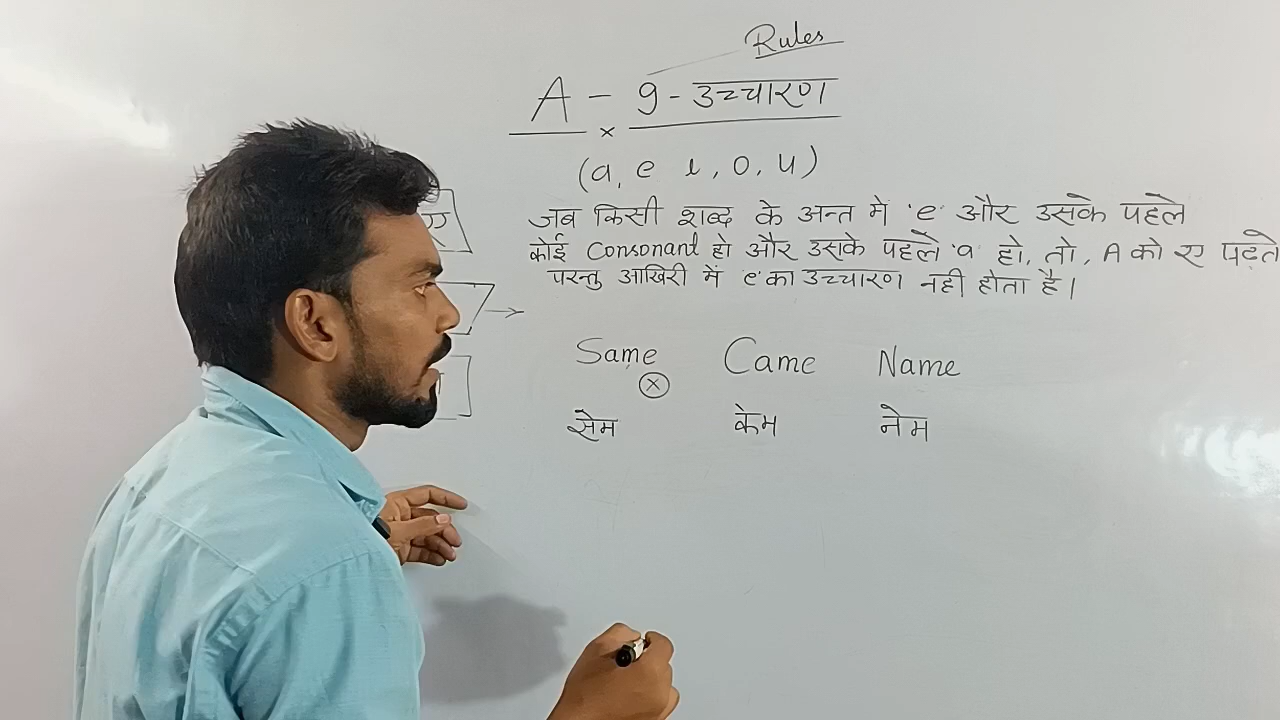 Rules
A - 9 - उच्चारण
×
(a, e i, o, u)
जब किसी शब्द के अन्त मे 'e' और उसके पहले
कोई Consonant हो और उसके पहले 'a' हो, तो, A को ए पढ़ते
परन्तु आखिरी में e' का उच्चारण नही होता है।
ए
Same Came Name
×
सेम केम नेम